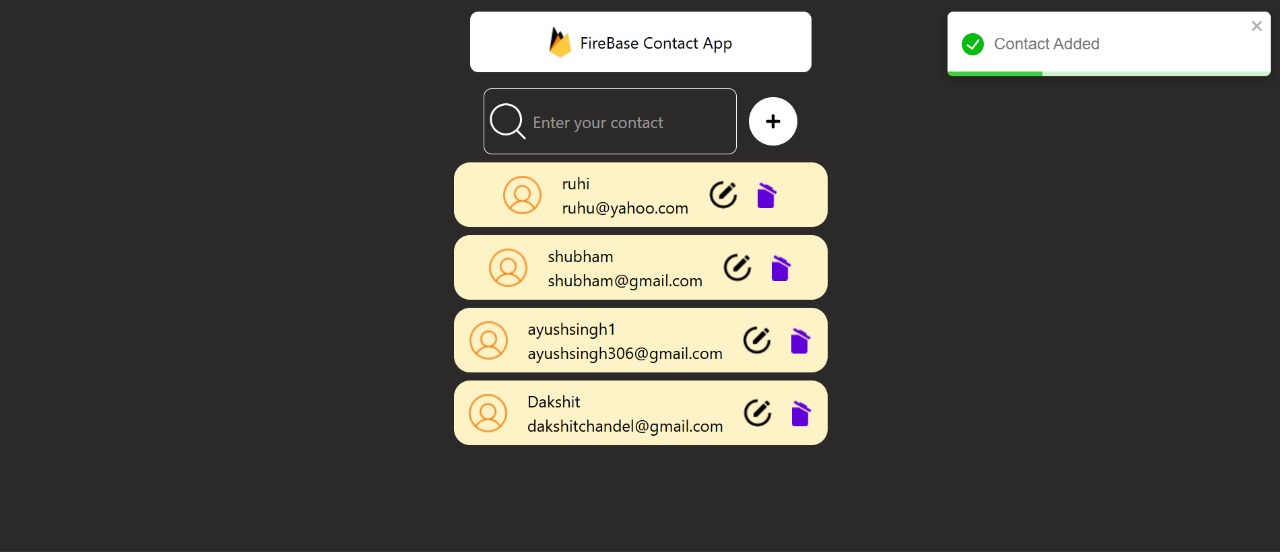 FireBase Contact App
Contact Added
Enter your contact
ruhi
ruhu@yahoo.com
shubham
shubham@gmail.com
ayushsingh1
ayushsingh306@gmail.com
Dakshit
dakshitchandel@gmail.com